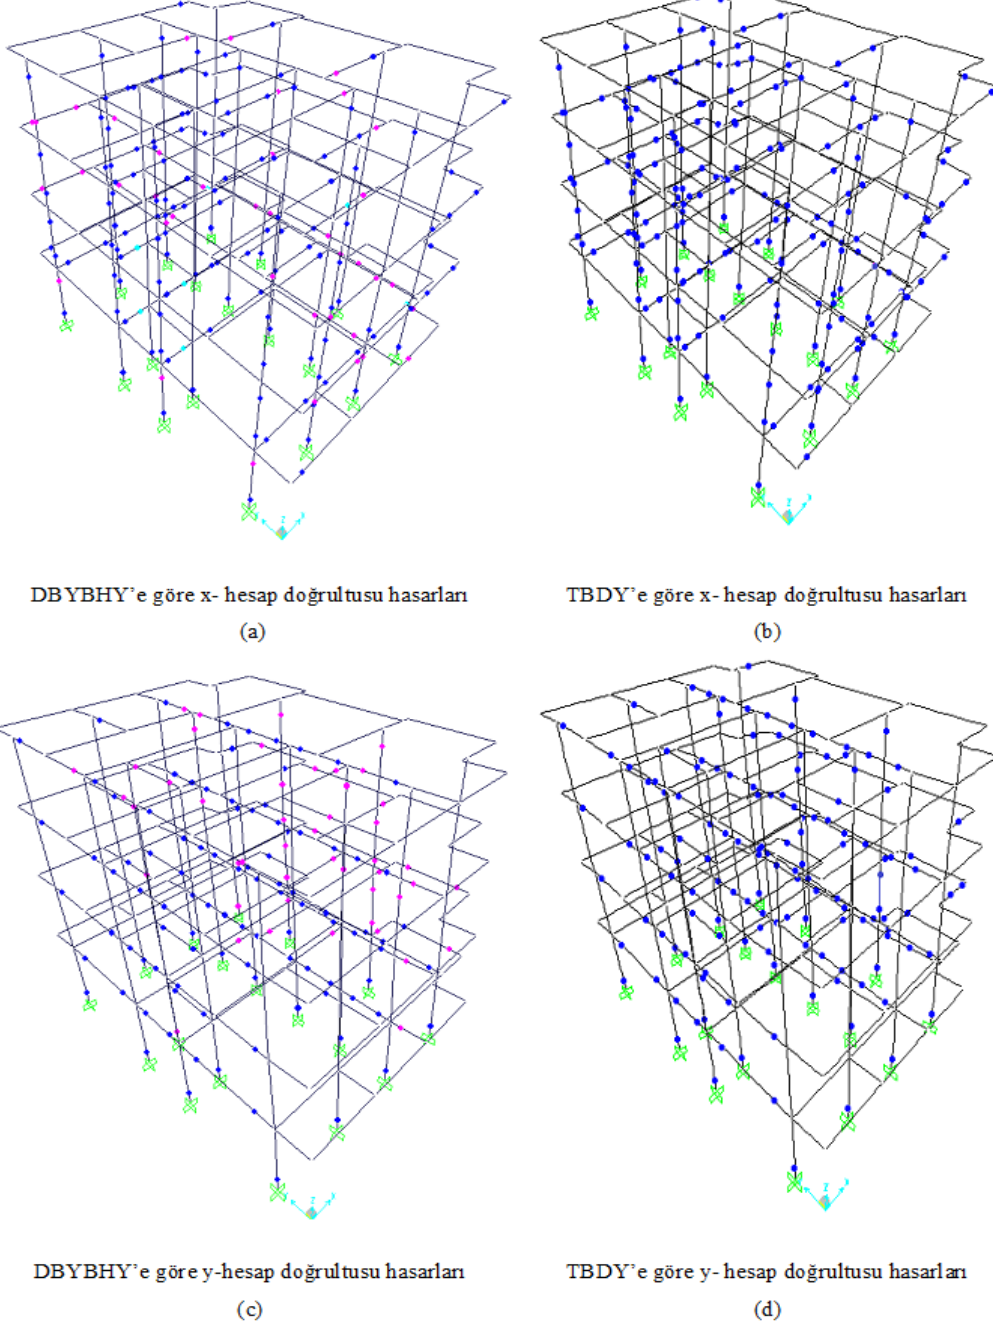 DBYBHY'e göre x- hesap doğrultusu hasarları
TBDY'e göre x- hesap doğrultusu hasarları
(a)
(b)
DBYBHY'e göre y-hesap doğrultusu hasarları
TBDY'e göre y- hesap doğrultusu hasarları
(c)
(d)